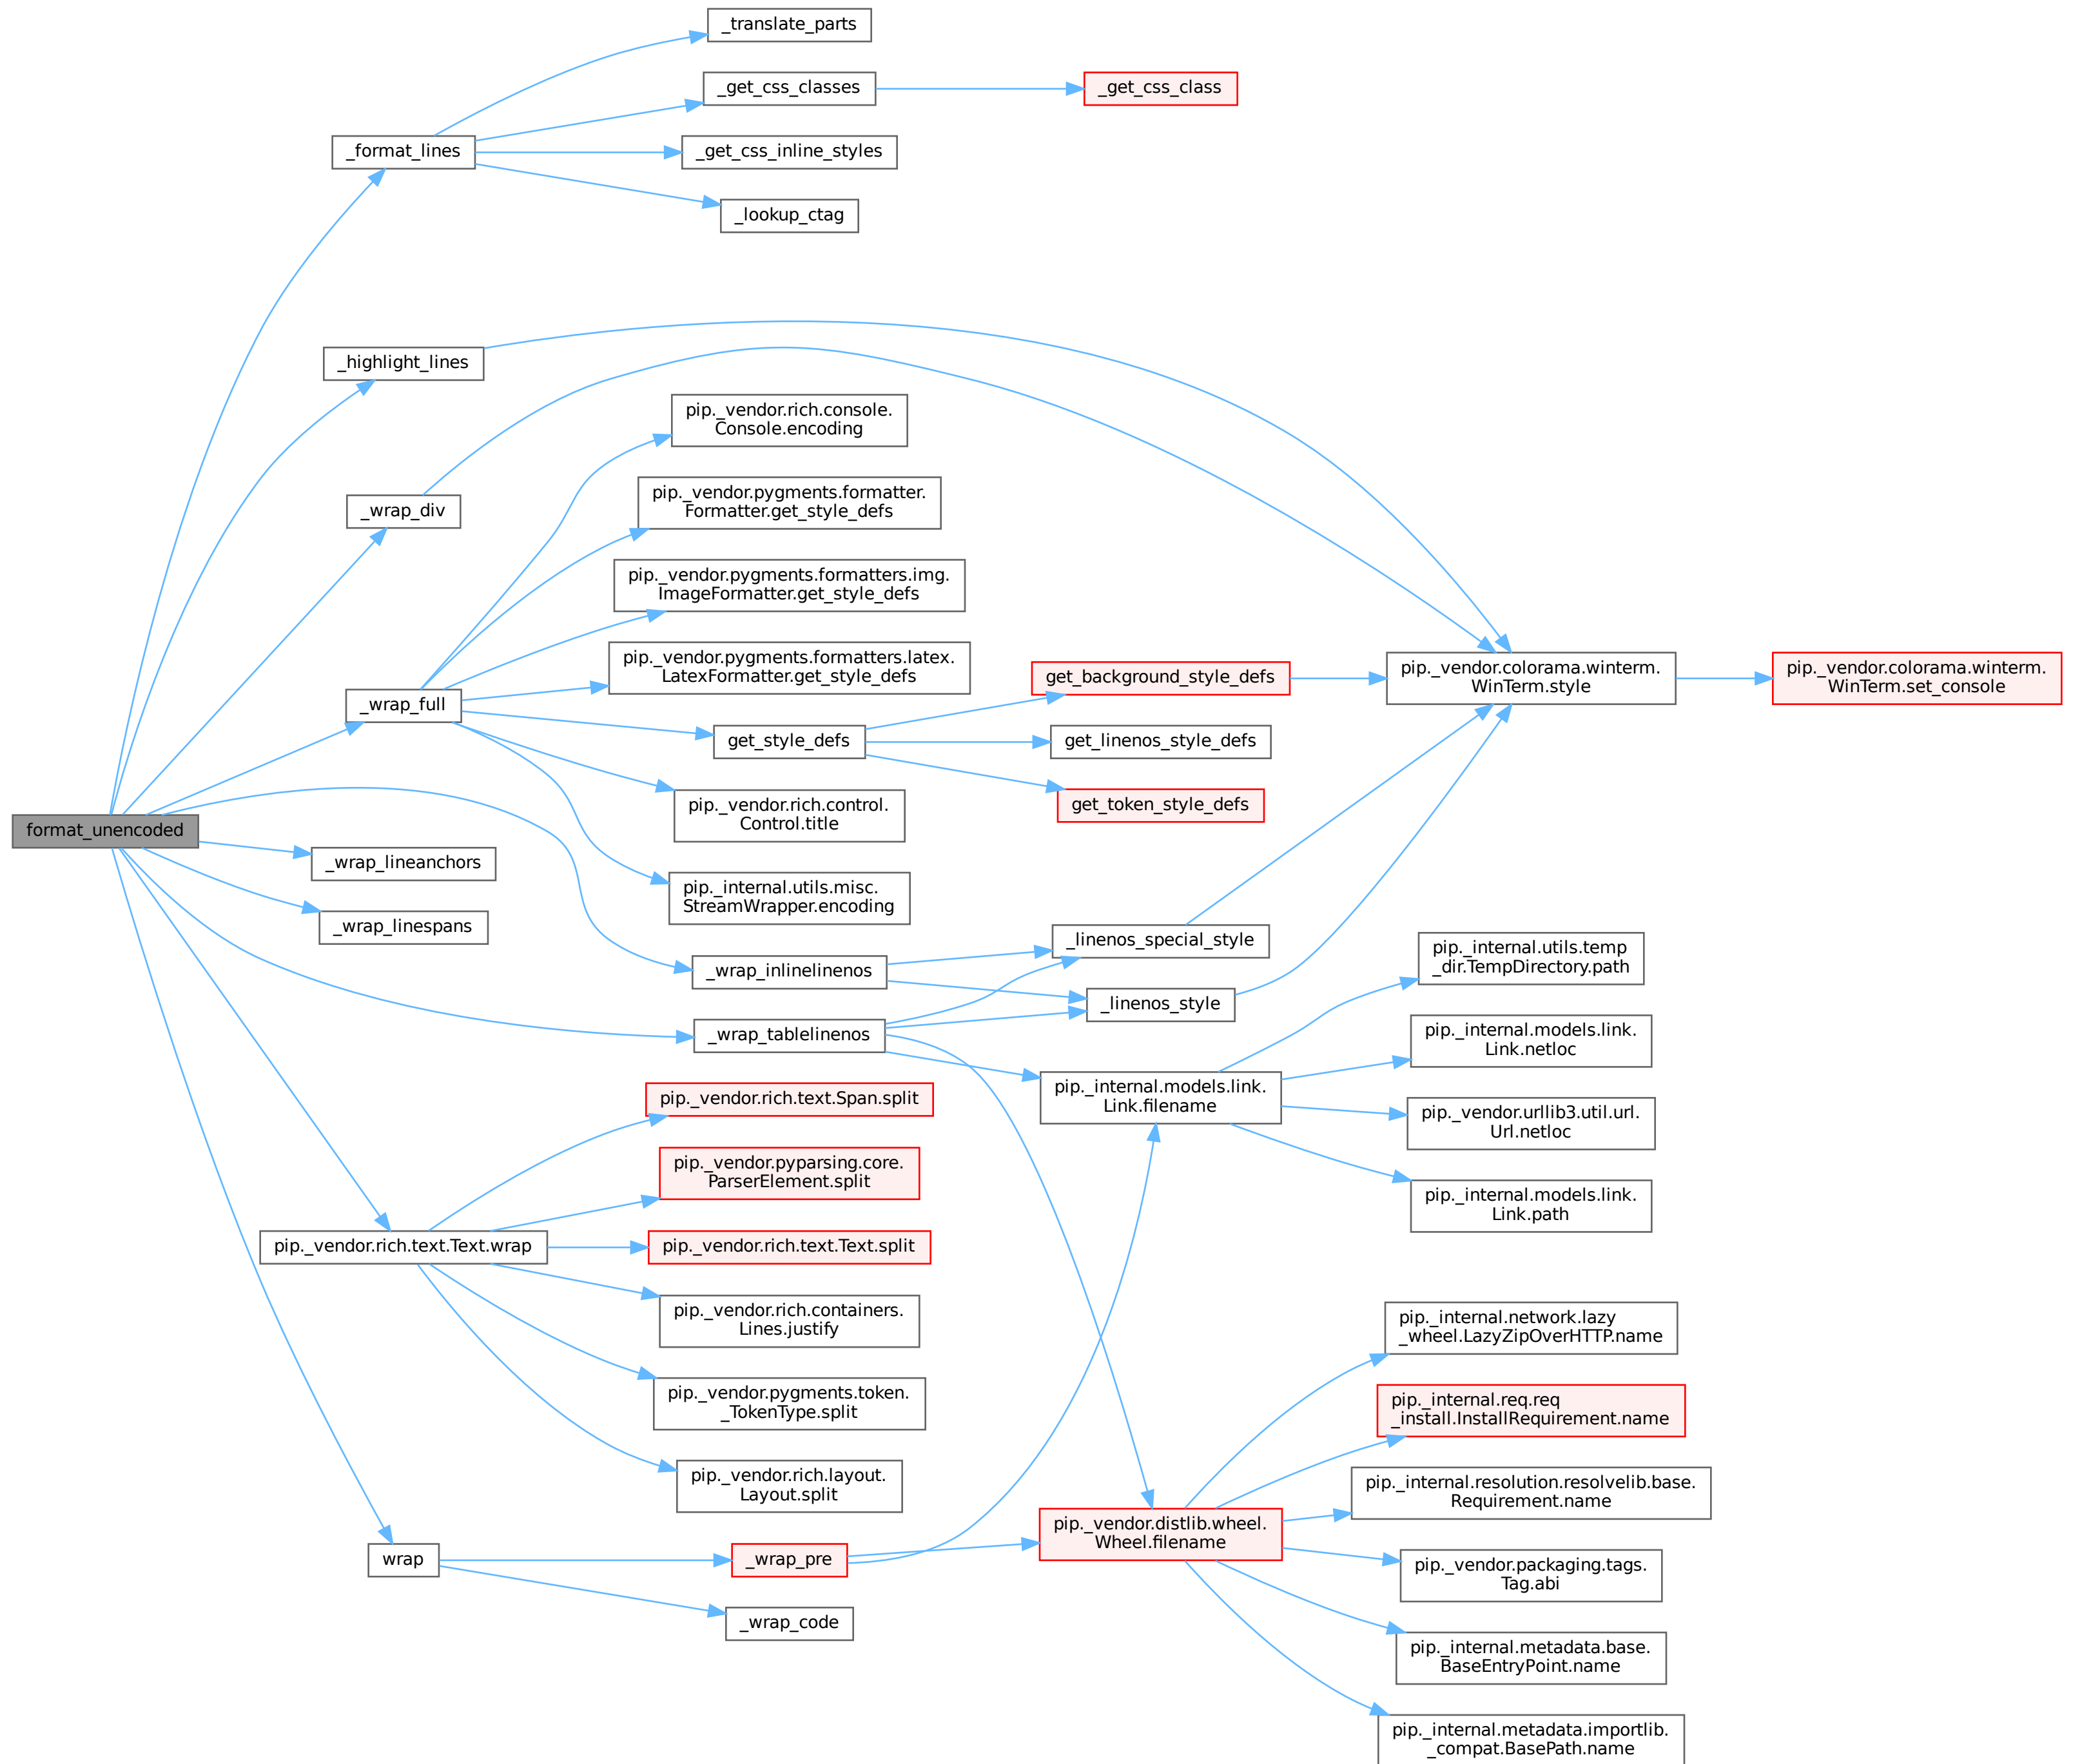 _translate_parts
_get_css_classes
_get_css_class
_format_lines
_get_css_inline_styles
_lookup_ctag
_highlight_lines
pip._vendor.rich.console.
Console.encoding
_wrap_div
pip._vendor.pygments.formatter.
Formatter.get_style_defs
pip._vendor.pygments.formatters.img.
ImageFormatter.get_style_defs
pip._vendor.pygments.formatters.latex.
LatexFormatter.get_style_defs
get_background_style_defs
pip._vendor.colorama.winterm.
WinTerm.style
pip._vendor.colorama.winterm.
WinTerm.set_console
_wrap_full
get_style_defs
get_linenos_style_defs
get_token_style_defs
pip._vendor.rich.control.
Control.title
format_unencoded
_wrap_lineanchors
pip._internal.utils.misc.
StreamWrapper.encoding
_wrap_linespans
_linenos_special_style
pip._internal.utils.temp
_dir.TempDirectory.path
_wrap_inlinelinenos
_linenos_style
_wrap_tablelinenos
pip._internal.models.link.
Link.netloc
pip._internal.models.link.
Link.filename
pip._vendor.rich.text.Span.split
pip._vendor.urllib3.util.url.
Url.netloc
pip._vendor.pyparsing.core.
ParserElement.split
pip._internal.models.link.
Link.path
pip._vendor.rich.text.Text.wrap
pip._vendor.rich.text.Text.split
pip._vendor.rich.containers.
Lines.justify
pip._internal.network.lazy
_wheel.LazyZipOverHTTP.name
pip._vendor.pygments.token.
_TokenType.split
pip._internal.req.req
_install.InstallRequirement.name
pip._vendor.rich.layout.
Layout.split
pip._internal.resolution.resolvelib.base.
Requirement.name
pip._vendor.distlib.wheel.
Wheel.filename
wrap
_wrap_pre
pip._vendor.packaging.tags.
Tag.abi
_wrap_code
pip._internal.metadata.base.
BaseEntryPoint.name
pip._internal.metadata.importlib.
_compat.BasePath.name